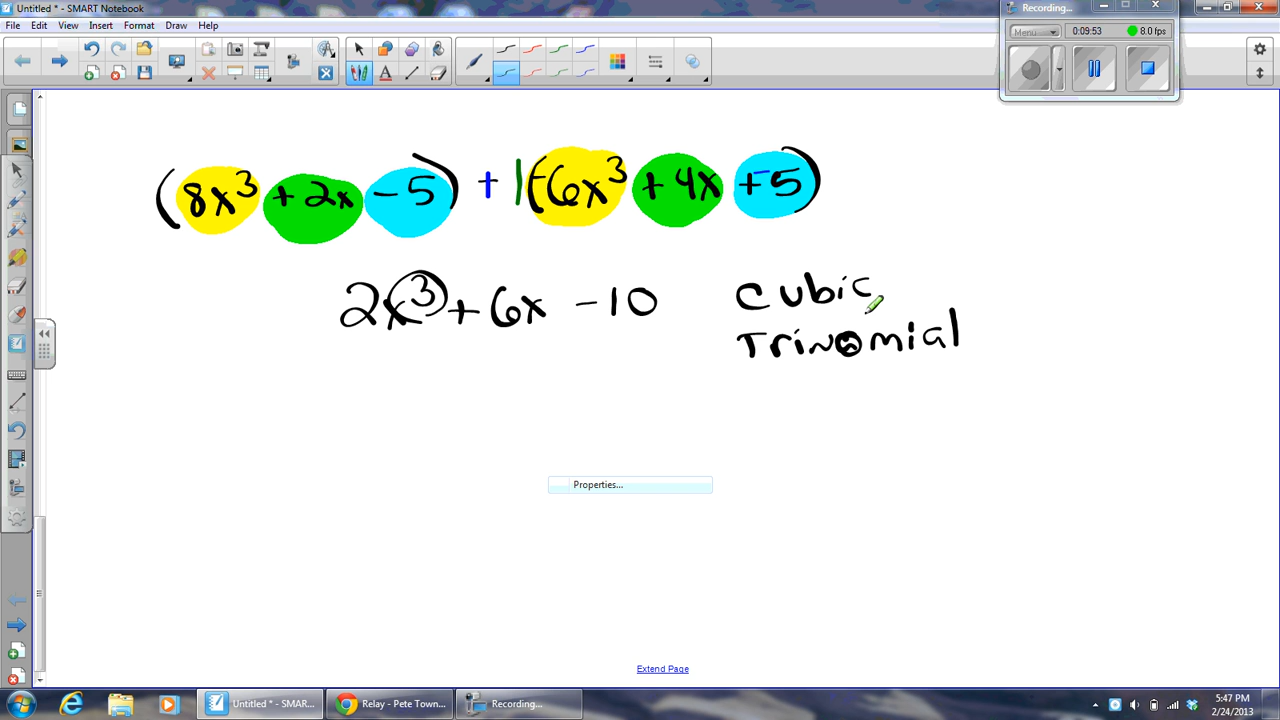 Untitled * - SMART Notebook
Recording...
File Edit View Insert Format Draw Help
Menu 0:09:53 8.0 fps
(8x³ + 2x - 5) + 1(-6x³ + 4x + -5)
2x³ + 6x - 10
cubic
Trinomial
Properties...
Extend Page
Untitled * - SMAR...
Relay - Pete Town...
Recording...
5:47 PM
2/24/2013